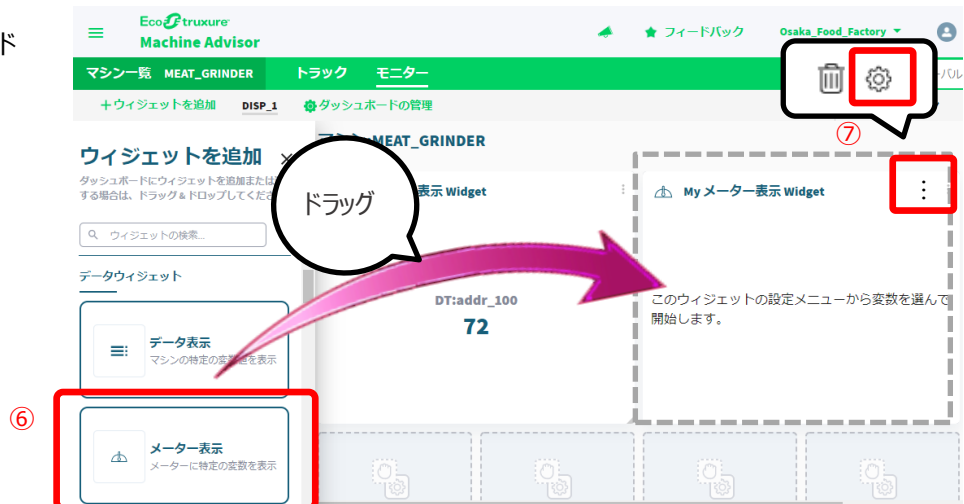 ド
EcoStruxure
Machine Advisor
フィードバック
Osaka_Food_Factory
マシン一覧 MEAT_GRINDER
トラック
モニター
+ウィジェットを追加
DISP_1
ダッシュボードの管理
⑦
MEAT_GRINDER
ウィジェットを追加
×
ダッシュボードにウィジェットを追加または
する場合は、ドラッグ&ドロップしてくださ
ドラッグ
表示 Widget
My メーター表示 Widget
ウィジェットの検索...
データウィジェット
DT:addr_100
72
このウィジェットの設定メニューから変数を選んで
開始します。
データ表示
マシンの特定の変数値を表示
⑥
メーター表示
メーターに特定の変数を表示